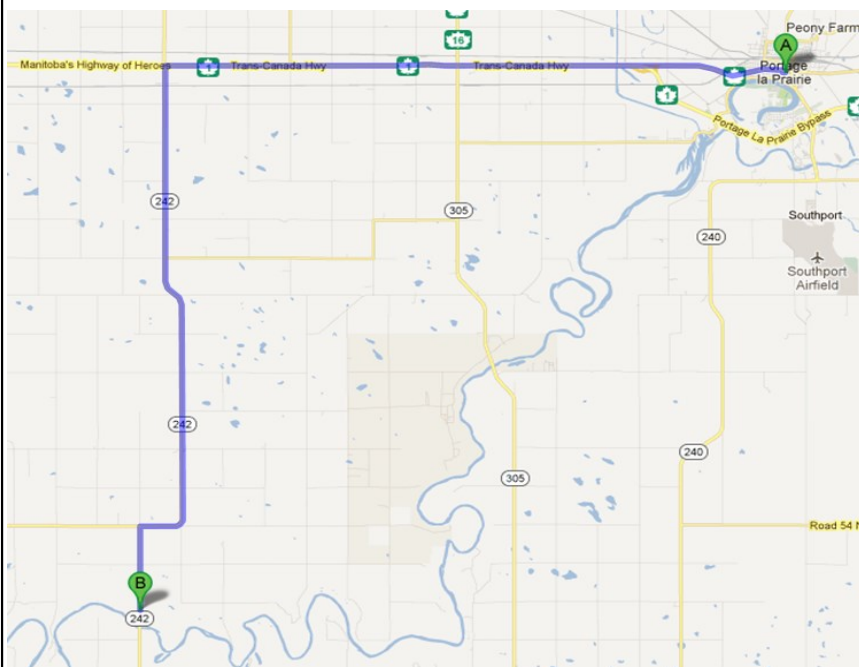 Peony Farm
16
A
Manitoba's Highway of Heroes
1
Trans-Canada Hwy
1
Trans-Canada Hwy
Portage
la Prairie
1
Portage La Prairie Bypass
242
305
240
Southport
Southport
Airfield
242
240
305
Road 54 N
B
242